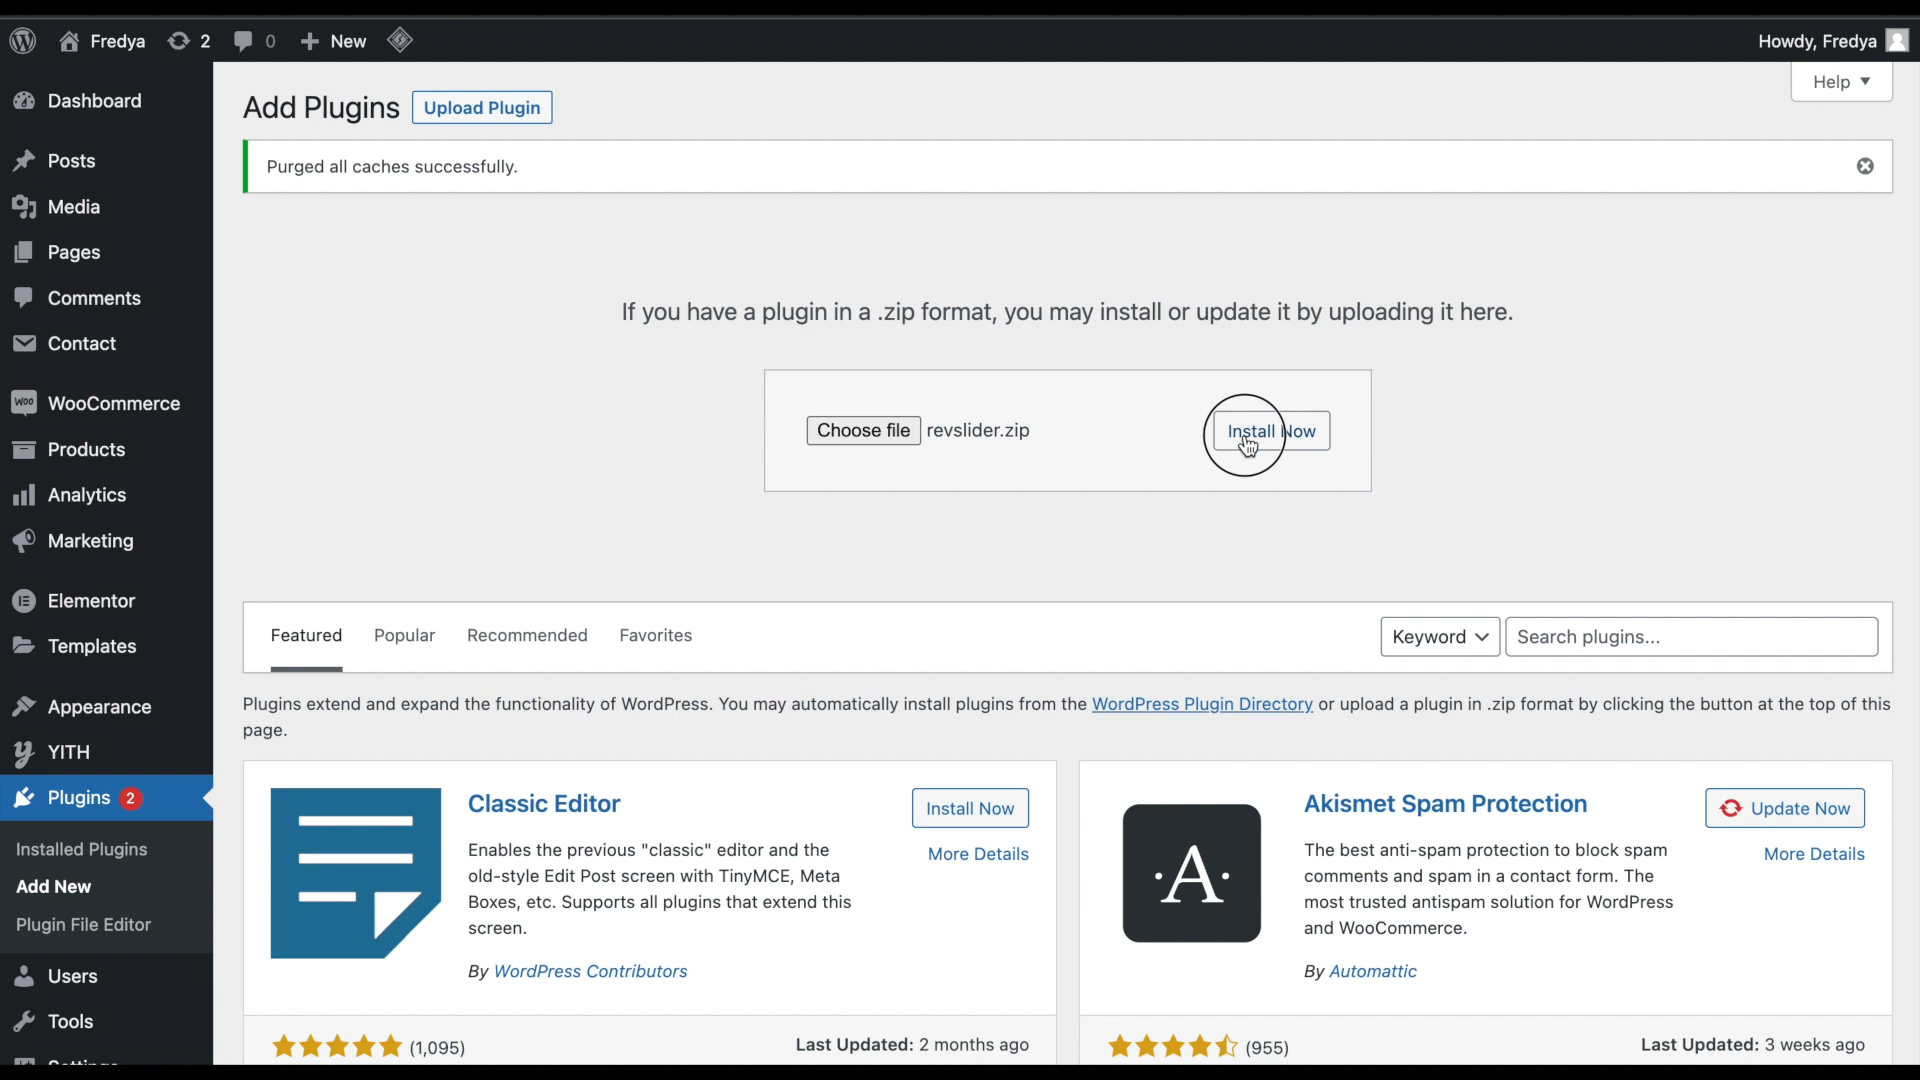 Fredya 2 0 New Howdy, Fredya
Help
Dashboard
Posts
Media
Pages
Comments
Contact
WooCommerce
Products
Analytics
Marketing
Elementor
Templates
Appearance
YITH
Plugins 2
Installed Plugins
Add New
Plugin File Editor
Users
Tools
Add Plugins Upload Plugin
Purged all caches successfully.
If you have a plugin in a .zip format, you may install or update it by uploading it here.
Choose file revslider.zip Install Now
Featured Popular Recommended Favorites Keyword Search plugins...
Plugins extend and expand the functionality of WordPress. You may automatically install plugins from the WordPress Plugin Directory or upload a plugin in .zip format by clicking the button at the top of this
page.
Classic Editor
Install Now
More Details
Enables the previous "classic" editor and the
old-style Edit Post screen with TinyMCE, Meta
Boxes, etc. Supports all plugins that extend this
screen.
By WordPress Contributors
(1,095) Last Updated: 2 months ago
A
Akismet Spam Protection
Update Now
More Details
The best anti-spam protection to block spam
comments and spam in a contact form. The
most trusted antispam solution for WordPress
and WooCommerce.
By Automattic
(955) Last Updated: 3 weeks ago